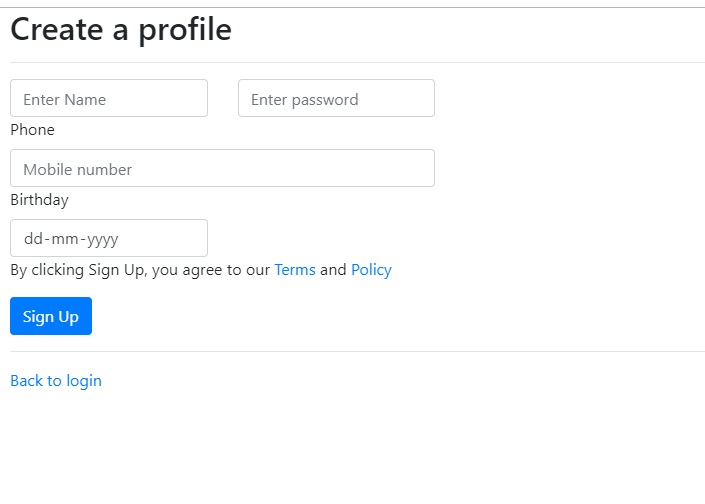 Create a profile
Enter Name Enter password
Phone
Mobile number
Birthday
dd-mm-yyyy
By clicking Sign Up, you agree to our Terms and Policy
Sign Up
Back to login